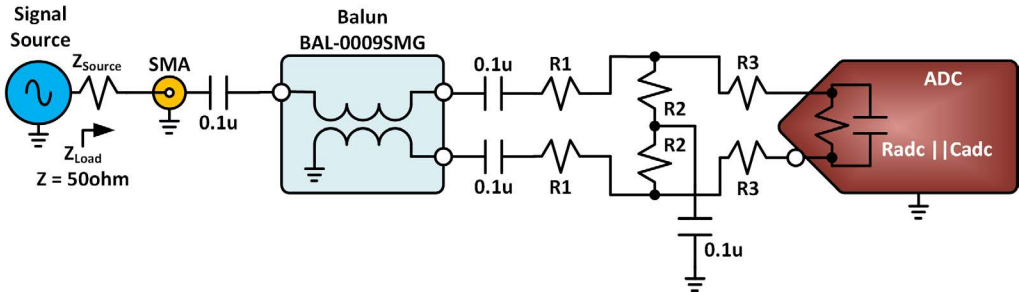 Signal
Source
Z_Source
SMA
0.1u
Z_Load
Z = 50ohm
Balun
BAL-0009SMG
0.1u
R1
0.1u
R1
R2
R2
R3
R3
0.1u
ADC
Radc ||Cadc